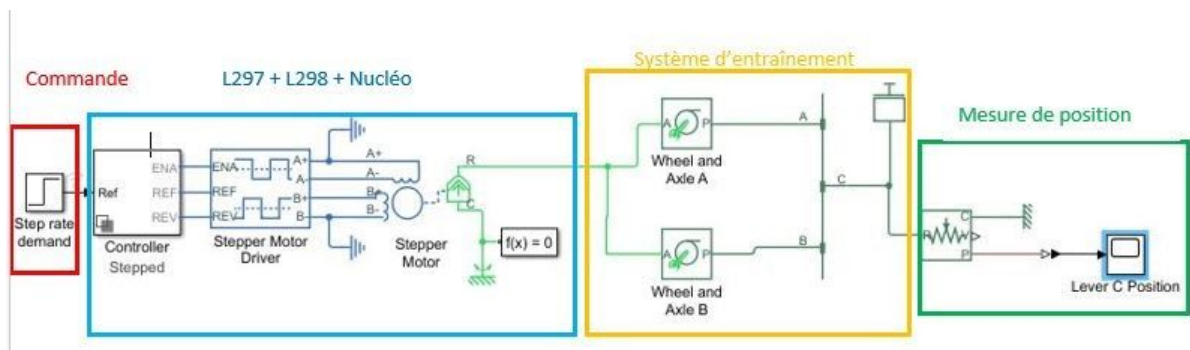 Commande
L297 + L298 + Nucléo
Système d'entraînement
Mesure de position
Step rate
demand
Ref
ENA
REF
REV
Controller
Stepped
ENA
REF
REV
A+
A-
B+
B-
Stepper Motor
Driver
A+
A-
B+
B-
Stepper
Motor
R
C
f(x) = 0
A
P
Wheel and
Axle A
A
P
Wheel and
Axle B
A
C
B
R
C
V
P
Lever C Position